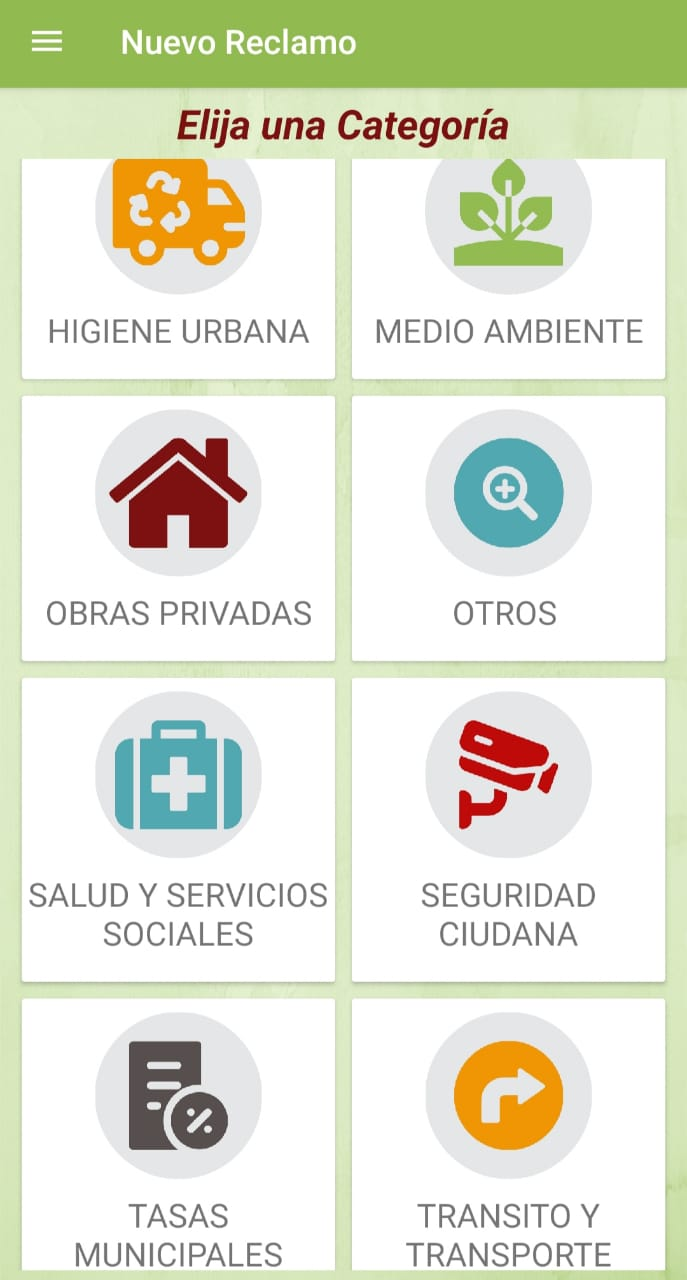 Nuevo Reclamo
Elija una Categoría
HIGIENE URBANA
MEDIO AMBIENTE
OBRAS PRIVADAS
OTROS
SALUD Y SERVICIOS
SOCIALES
SEGURIDAD
CIUDANA
TASAS
MUNICIPALES
TRANSITO Y
TRANSPORTE